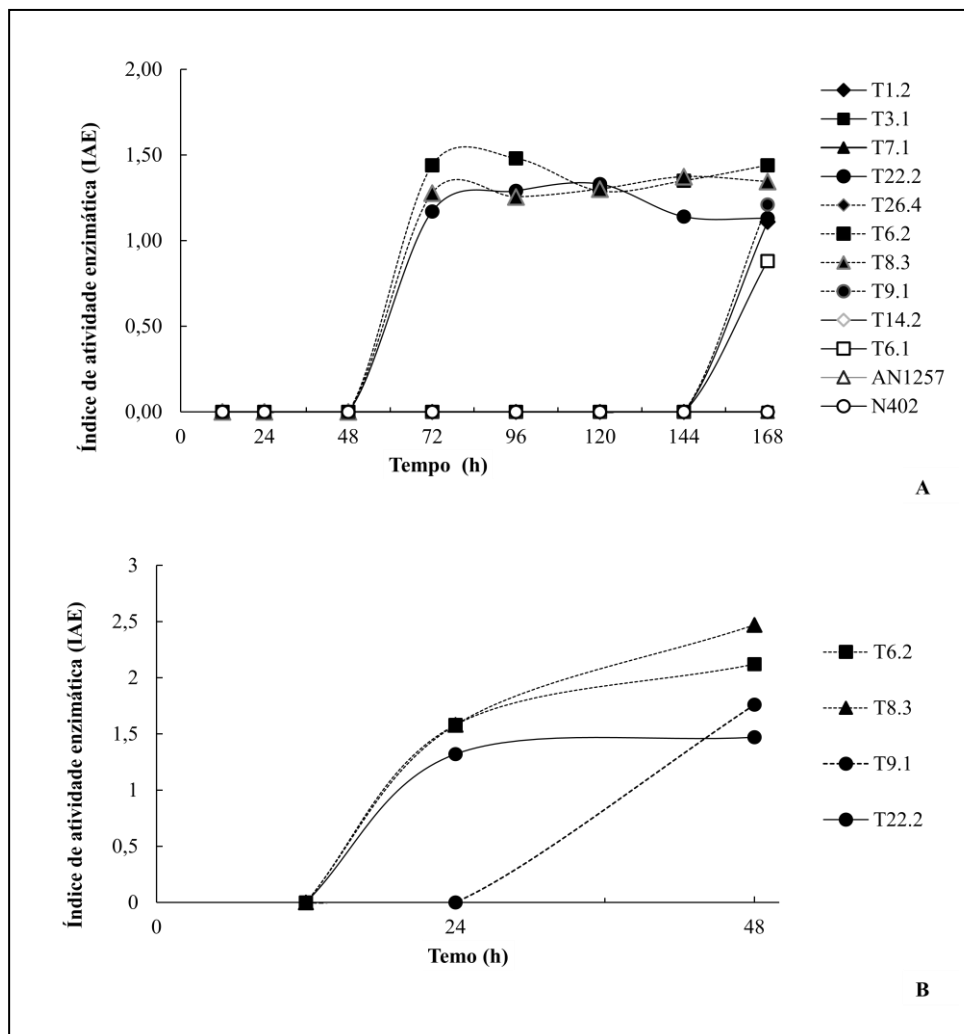 2,00
1,50
1,00
0,50
0,00
Índice de atividade enzimática (IAE)
0 24 48 72 96 120 144 168
Tempo (h)
T1.2
T3.1
T7.1
T22.2
T26.4
T6.2
T8.3
T9.1
T14.2
T6.1
AN1257
N402
A
3
2,5
2
1,5
1
0,5
0
Índice de atividade enzimática (IAE)
0 24 48
Temo (h)
T6.2
T8.3
T9.1
T22.2
B